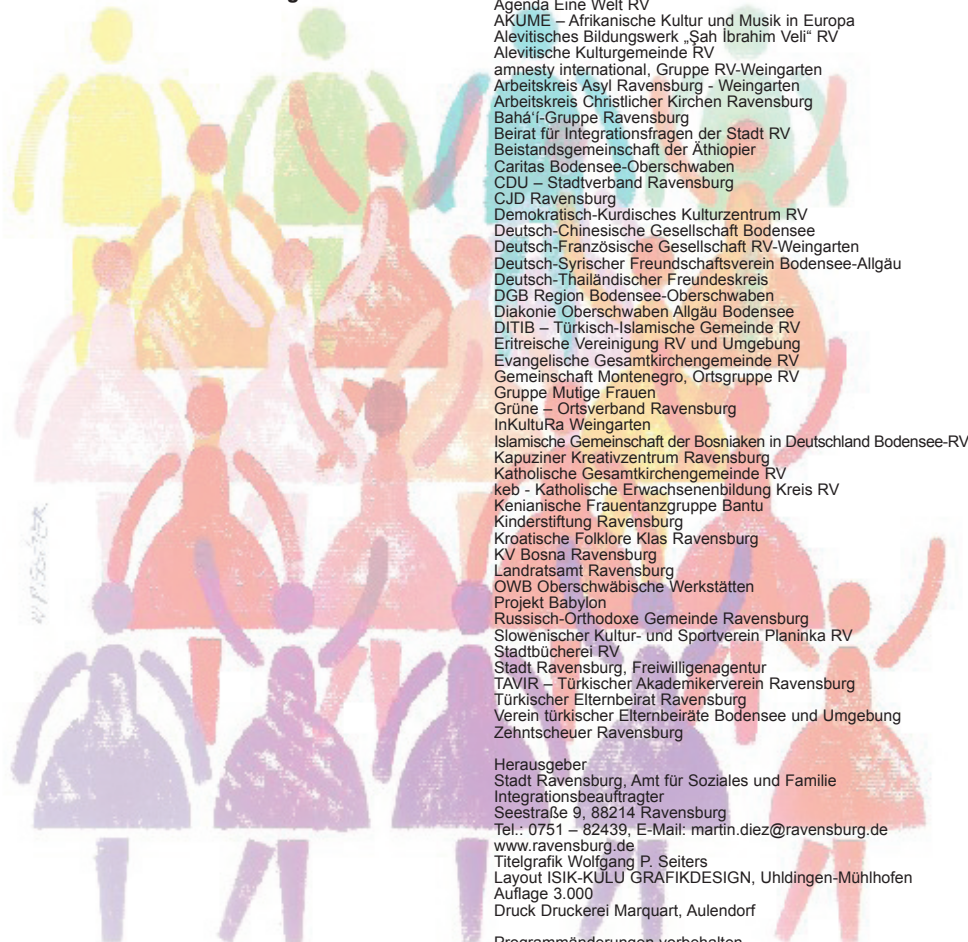 Agenda Eine Welt RV
AKUME – Afrikanische Kultur und Musik in Europa
Alevitisches Bildungswerk „Şah İbrahim Veli“ RV
Alevitische Kulturgemeinde RV
amnesty international, Gruppe RV-Weingarten
Arbeitskreis Asyl Ravensburg - Weingarten
Arbeitskreis Christlicher Kirchen Ravensburg
Bahá‘í-Gruppe Ravensburg
Beirat für Integrationsfragen der Stadt RV
Beistandsgemeinschaft der Äthiopier
Caritas Bodensee-Oberschwaben
CDU – Stadtverband Ravensburg
CJD Ravensburg
Demokratisch-Kurdisches Kulturzentrum RV
Deutsch-Chinesische Gesellschaft Bodensee
Deutsch-Französische Gesellschaft RV-Weingarten
Deutsch-Syrischer Freundschaftsverein Bodensee-Allgäu
Deutsch-Thailändischer Freundeskreis
DGB Region Bodensee-Oberschwaben
Diakonie Oberschwaben Allgäu Bodensee
DITIB – Türkisch-Islamische Gemeinde RV
Eritreische Vereinigung RV und Umgebung
Evangelische Gesamtkirchengemeinde RV
Gemeinschaft Montenegro, Ortsgruppe RV
Gruppe Mutige Frauen
Grüne – Ortsverband Ravensburg
InKultuRa Weingarten
Islamische Gemeinschaft der Bosniaken in Deutschland Bodensee-RV
Kapuziner Kreativzentrum Ravensburg
Katholische Gesamtkirchengemeinde RV
keb - Katholische Erwachsenenbildung Kreis RV
Kenianische Frauentanzgruppe Bantu
Kinderstiftung Ravensburg
Kroatische Folklore Klas Ravensburg
KV Bosna Ravensburg
Landratsamt Ravensburg
OWB Oberschwäbische Werkstätten
Projekt Babylon
Russisch-Orthodoxe Gemeinde Ravensburg
Slowenischer Kultur- und Sportverein Planinka RV
Stadtbücherei RV
Stadt Ravensburg, Freiwilligenagentur
TAVIR – Türkischer Akademikerverein Ravensburg
Türkischer Elternbeirat Ravensburg
Verein türkischer Elternbeiräte Bodensee und Umgebung
Zehntscheuer Ravensburg
Herausgeber
Stadt Ravensburg, Amt für Soziales und Familie
Integrationsbeauftragter
Seestraße 9, 88214 Ravensburg
Tel.: 0751 – 82439, E-Mail: martin.diez@ravensburg.de
www.ravensburg.de
Titelgrafik Wolfgang P. Seiters
Layout ISIK-KULU GRAFIKDESIGN, Uhldingen-Mühlhofen
Auflage 3.000
Druck Druckerei Marquart, Aulendorf
Programmänderungen vorbehalten